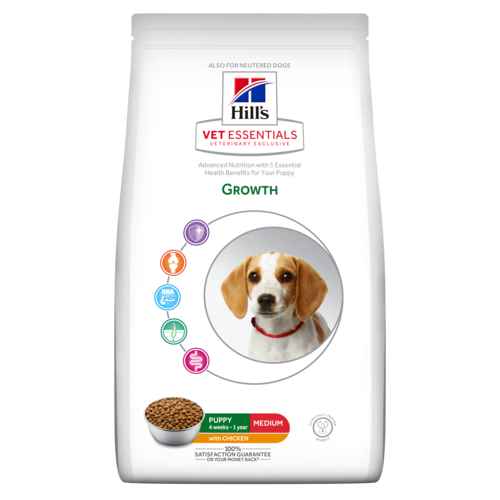 ALSO FOR NEUTERED DOGS
Hill's
VET ESSENTIALS
VETERINARY EXCLUSIVE
Advanced Nutrition with 5 Essential
Health Benefits for Your Puppy
GROWTH
DHA
PUPPY
4 weeks - 1 year
MEDIUM
with CHICKEN
100%
SATISFACTION GUARANTEE
OR YOUR MONEY BACK*